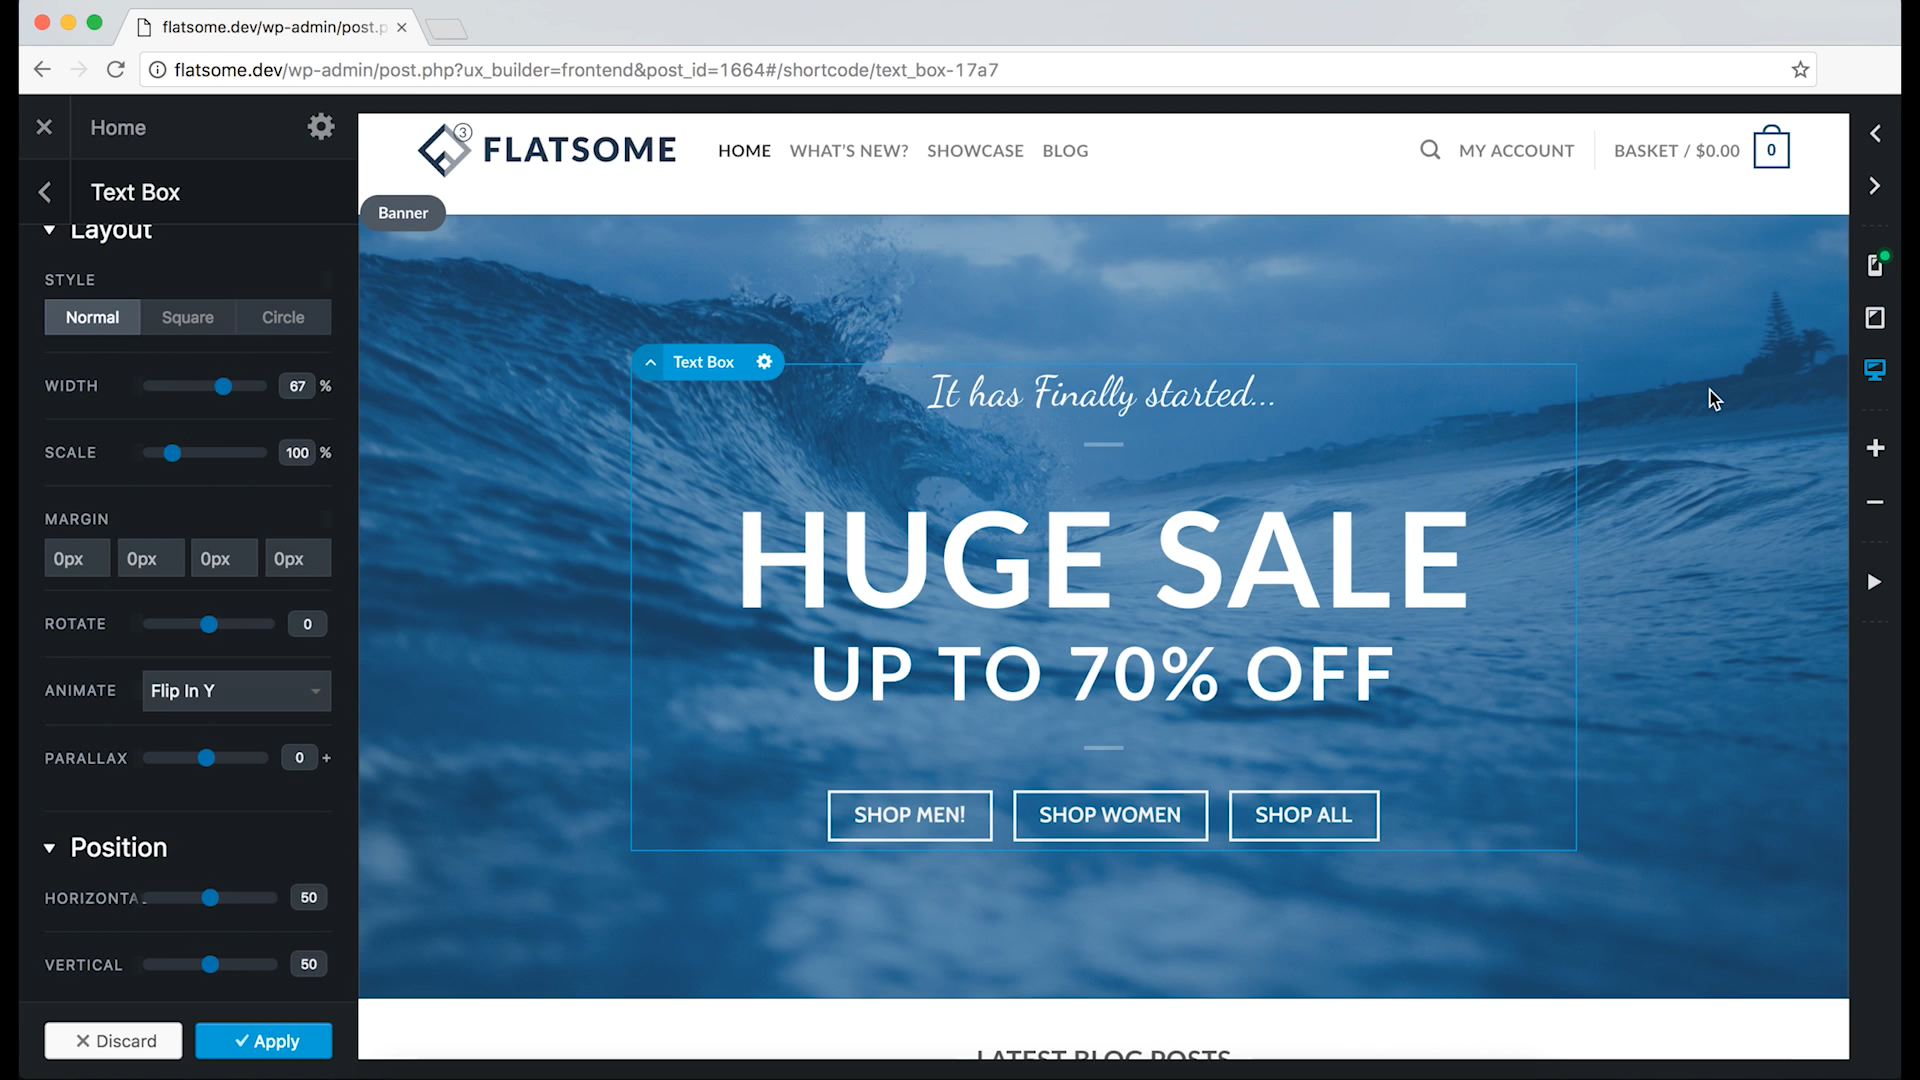 flatsome.dev/wp-admin/post.p
flatsome.dev/wp-admin/post.php?ux_builder=frontend&post_id=1664#/shortcode/text_box-17a7
Home
Text Box
Layout
STYLE
Normal Square Circle
WIDTH 67 %
SCALE 100 %
MARGIN
0px 0px 0px 0px
ROTATE 0
ANIMATE Flip In Y
PARALLAX 0 +
Position
HORIZONTA
50
VERTICAL 50
Discard Apply
3 FLATSOME HOME WHAT'S NEW? SHOWCASE BLOG MY ACCOUNT BASKET / $0.00 0
Banner
Text Box
It has Finally started...
HUGE SALE
UP TO 70% OFF
SHOP MEN! SHOP WOMEN SHOP ALL
LATEST BLOG POSTS